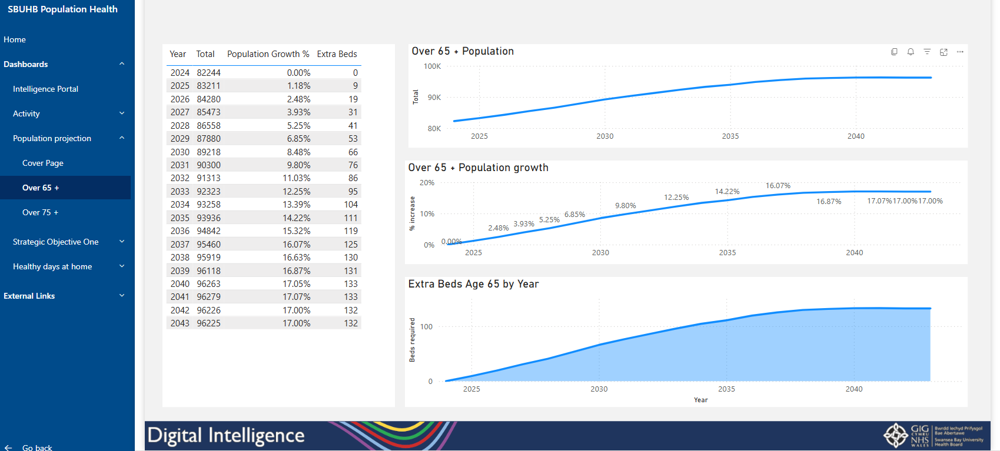 SBUHB Population Health
Home
Dashboards
Intelligence Portal
Activity
Population projection
Cover Page
Over 65 +
Over 75 +
Strategic Objective One
Healthy days at home
External Links
Go back
Year Total Population Growth % Extra Beds
2024 82244 0.00% 0
2025 83211 1.18% 9
2026 84280 2.48% 19
2027 85473 3.93% 31
2028 86558 5.25% 41
2029 87880 6.85% 53
2030 89218 8.48% 66
2031 90300 9.80% 76
2032 91313 11.03% 86
2033 92323 12.25% 95
2034 93258 13.39% 104
2035 93936 14.22% 111
2036 94842 15.32% 119
2037 95460 16.07% 125
2038 95919 16.63% 130
2039 96118 16.87% 131
2040 96263 17.05% 133
2041 96279 17.07% 133
2042 96226 17.00% 132
2043 96225 17.00% 132
Over 65 + Population
Total
100K
90K
80K
2025 2030 2035 2040
Over 65 + Population growth
% increase
20%
10%
0%
0.00% 2.48% 3.93% 5.25% 6.85% 9.80% 12.25% 14.22% 16.07% 16.87% 17.07% 17.00% 17.00%
2025 2030 2035 2040
Extra Beds Age 65 by Year
Beds required
100
0
2025 2030 2035 2040
Year
Digital Intelligence
GIG
CYMRU
NHS
WALES
Bwrdd Iechyd Prifysgol
Bae Abertawe
Swansea Bay University
Health Board